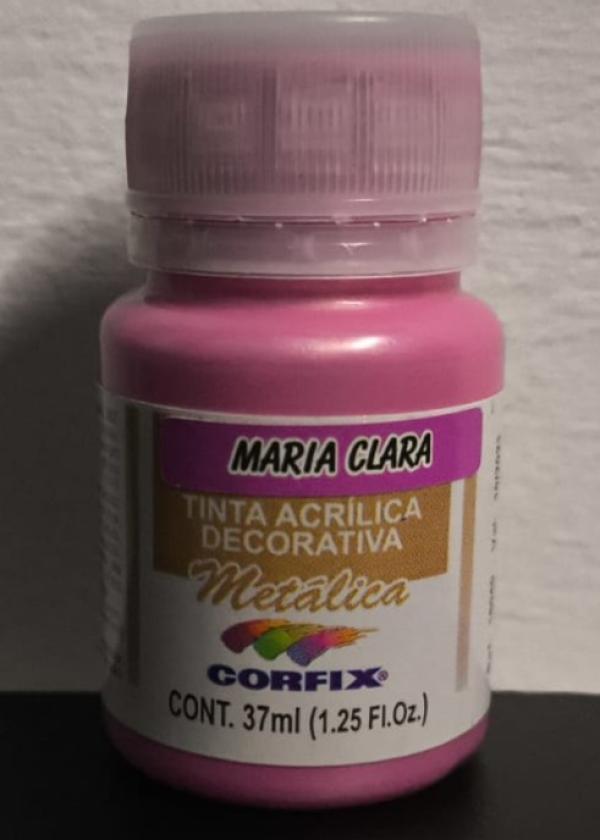 MARIA CLARA
TINTA ACRÍLICA
DECORATIVA
Metálica
CORFIX®
CONT. 37ml (1.25 Fl.Oz.)